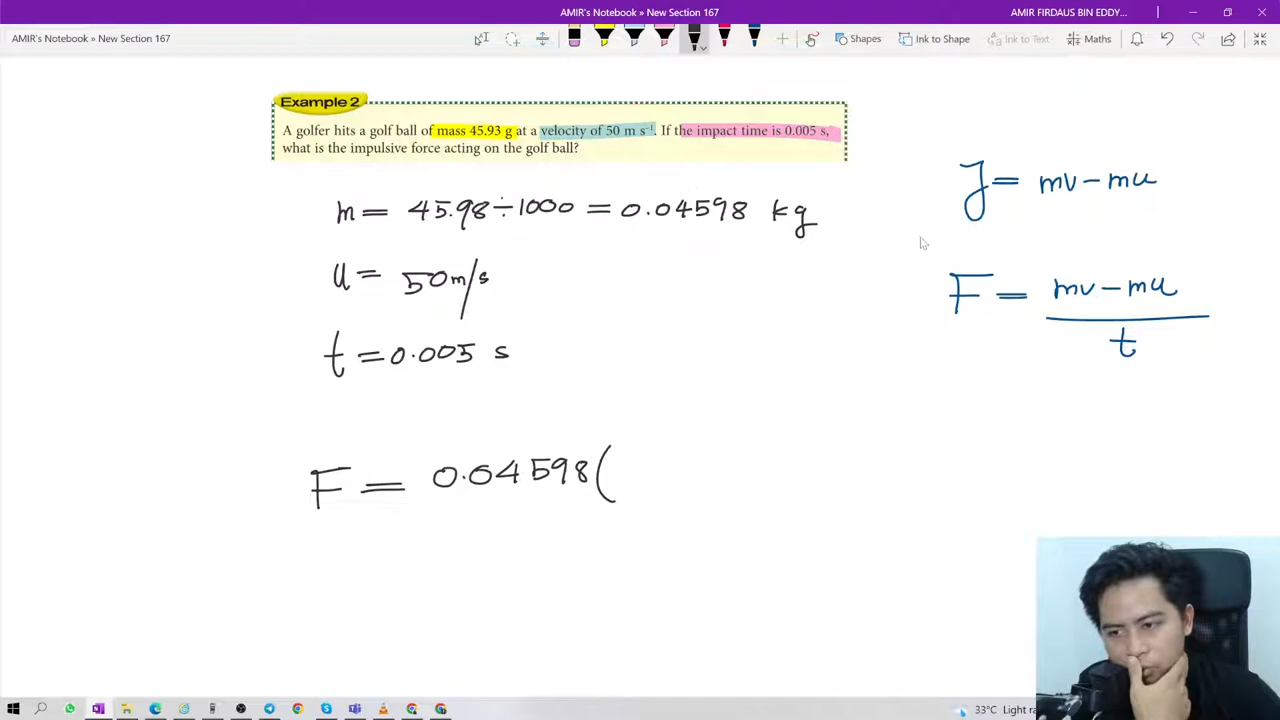 AMIR's Notebook » New Section 167
AMIR FIRDAUS BIN EDDY...
AMIR's Notebook » New Section 167
Shapes
Ink to Shape
Ink to Text
Maths
Example 2
A golfer hits a golf ball of mass 45.93 g at a velocity of 50 m s⁻¹. If the impact time is 0.005 s,
what is the impulsive force acting on the golf ball?
m = 45.98 ÷ 1000 = 0.04598 kg
u = 50 m/s
t = 0.005 s
F = 0.04598(
J = mv - mu
F = mv - mu
t
33°C Light ra